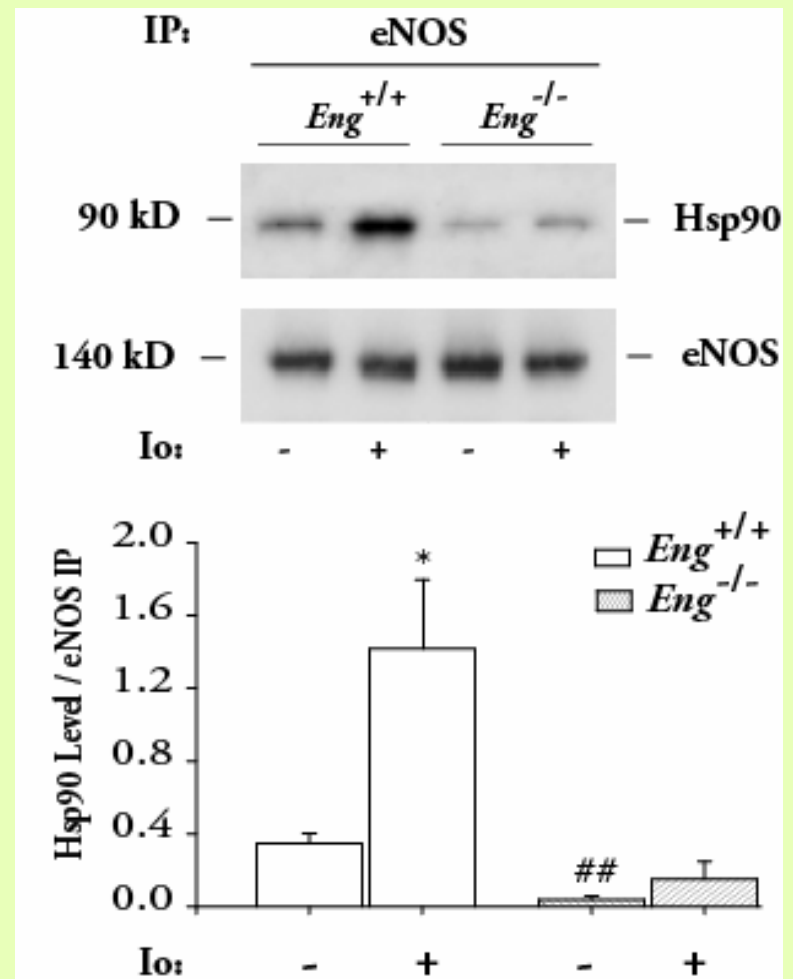 IP: eNOS
Eng+/+ Eng-/-
90 kD – – Hsp90
140 kD – – eNOS
Io: - + - +
Hsp90 Level / eNOS IP
2.0
1.6
1.2
0.8
0.4
0.0
*
##
Eng+/+
Eng-/-
Io: - + - +